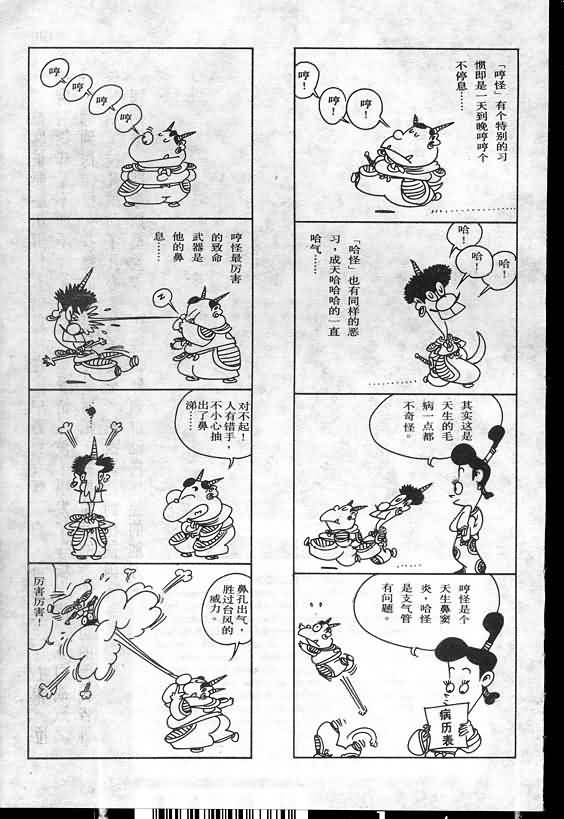 「哼怪」有个特别的习
惯即是一天到晚哼哼个
不停息……
哼！
哼！
哼！
哈！
哈！
哈！
「哈怪」也有同样的恶
习，成天哈哈哈的一直
哈气……
其实这是
天生的毛
病一点都
不奇怪。
哼怪是个
天生鼻窦
炎，哈怪
是支气管
有问题。
病历表
哼
哼
哼
哼
哼怪最厉害
的致命
武器是
他的鼻
息……
对不起！
人有错手，
不小心抽
出了鼻
涕……
鼻孔出气，
胜过台风的
威力。
厉害厉害！